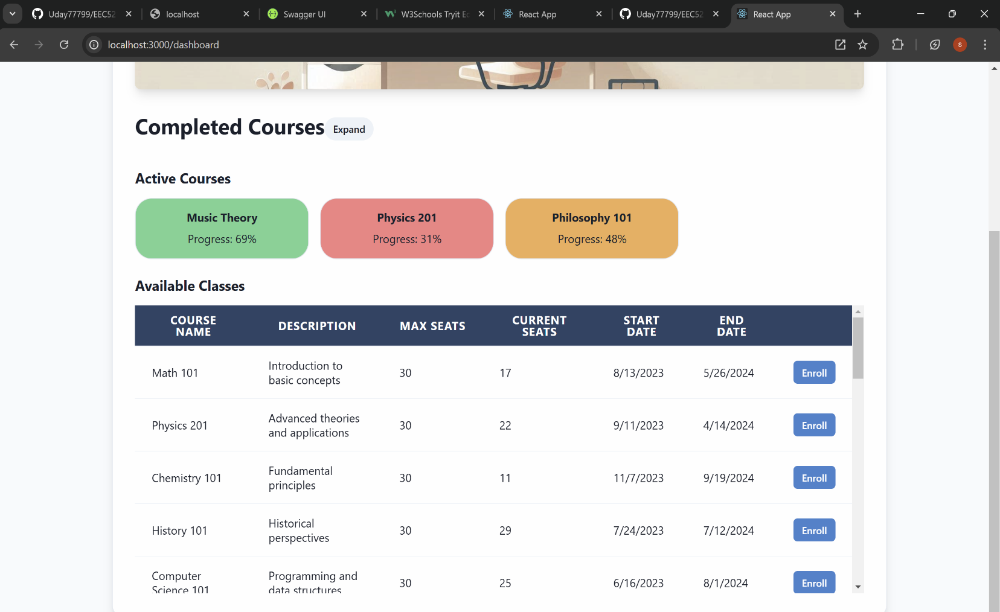 Uday77799/EEC52
localhost
Swagger UI
W3Schools Tryit Ec
React App
Uday77799/EEC52
React App
localhost:3000/dashboard
S
Completed Courses
Expand
Active Courses
Music Theory
Progress: 69%
Physics 201
Progress: 31%
Philosophy 101
Progress: 48%
Available Classes
COURSE NAME DESCRIPTION MAX SEATS CURRENT SEATS START DATE END DATE
Math 101 Introduction to basic concepts 30 17 8/13/2023 5/26/2024 Enroll
Physics 201 Advanced theories and applications 30 22 9/11/2023 4/14/2024 Enroll
Chemistry 101 Fundamental principles 30 11 11/7/2023 9/19/2024 Enroll
History 101 Historical perspectives 30 29 7/24/2023 7/12/2024 Enroll
Computer Science 101 Programming and data structures 30 25 6/16/2023 8/1/2024 Enroll